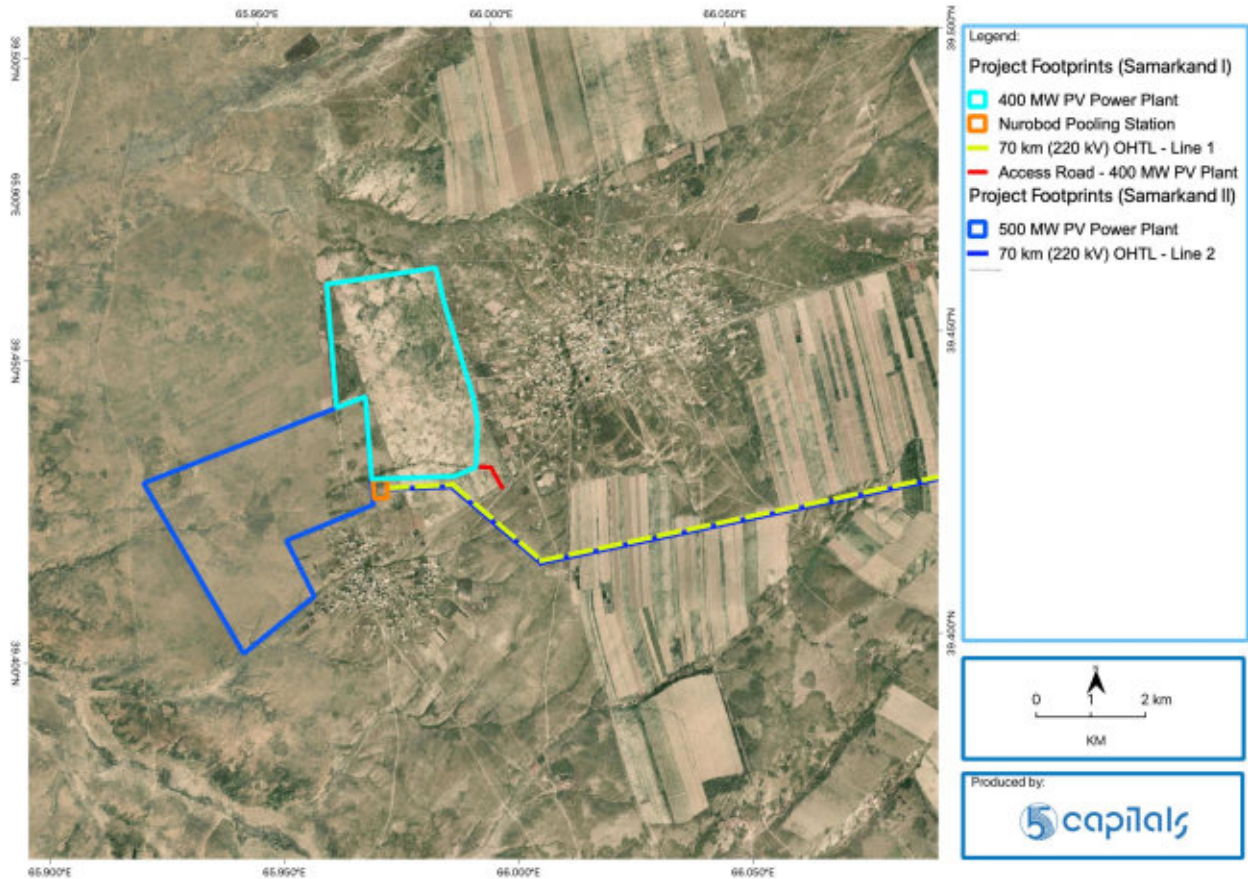 65.950°E 66.000°E 66.050°E
39.500°N
39.500°N
65.900°E
39.450°N
39.450°N
39.400°N
39.400°N
65.900°E 65.950°E 66.000°E 66.050°E
Legend:
Project Footprints (Samarkand I)
400 MW PV Power Plant
Nurobod Pooling Station
70 km (220 kV) OHTL - Line 1
Access Road - 400 MW PV Plant
Project Footprints (Samarkand II)
500 MW PV Power Plant
70 km (220 kV) OHTL - Line 2
0 1 2 km
KM
Produced by:
5 capitals